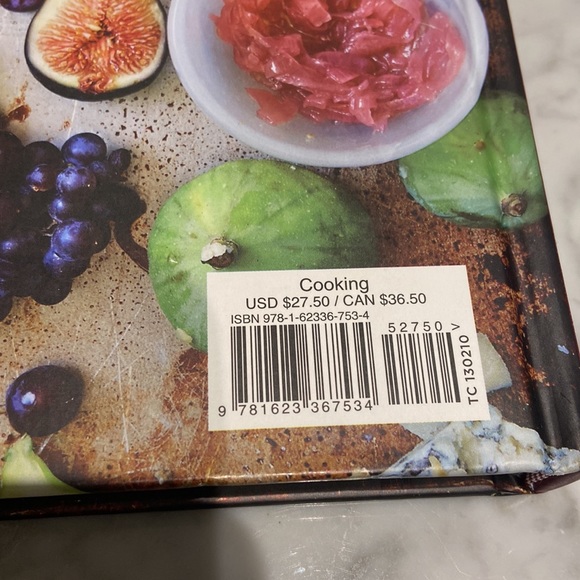 Cooking
USD $27.50 / CAN $36.50
ISBN 978-1-62336-753-4
52750
9 781623 367534
TC 130210 V